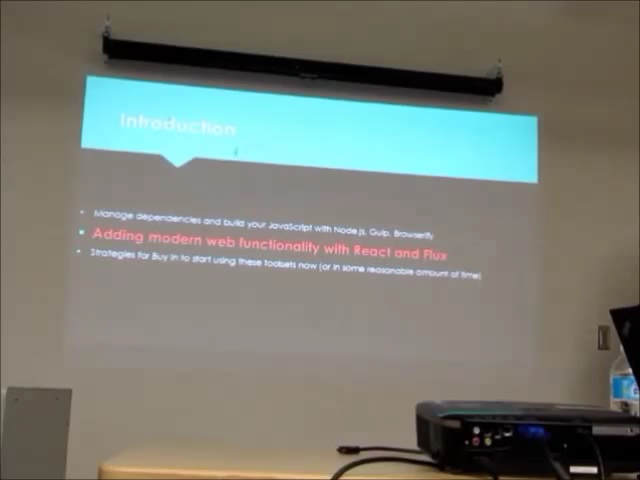 Introduction
Manage dependencies and build your JavaScript with Node.js, Gulp, Browserify
Adding modern web functionality with React and Flux
Strategies for Buy In to start using these toolsets now (or in some reasonable amount of time)